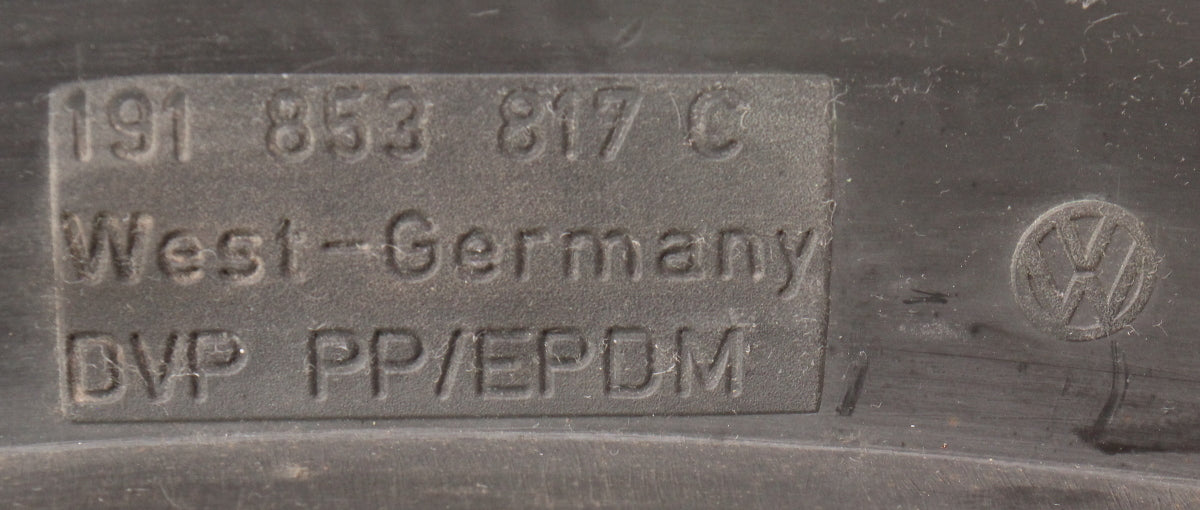 191 853 817 C
West-Germany
DVP PP/EPDM